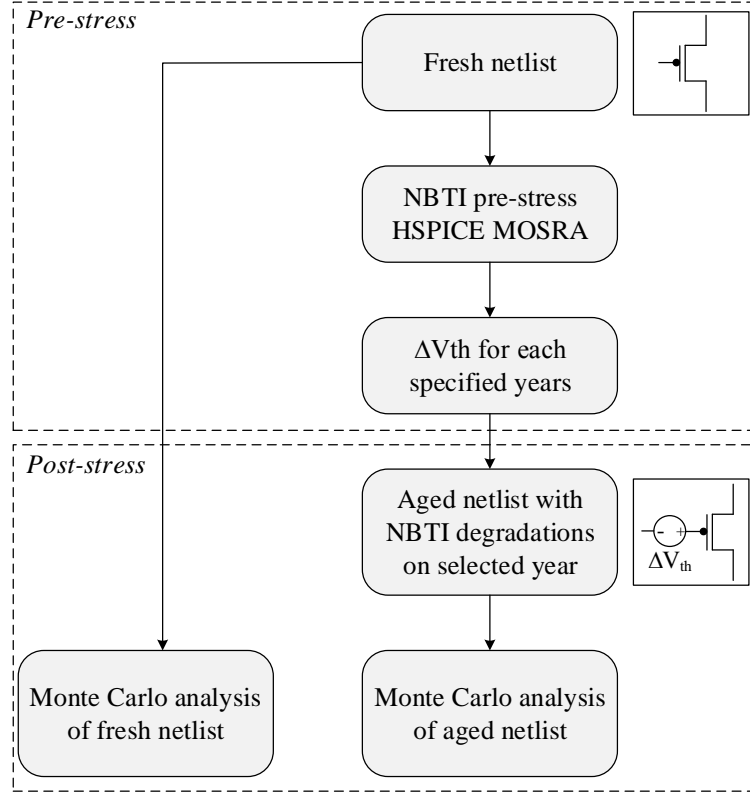 Pre-stress
Fresh netlist
NBTI pre-stress
HSPICE MOSRA
ΔVth for each
specified years
Post-stress
Aged netlist with
NBTI degradations
on selected year
- +
ΔVth
Monte Carlo analysis
of fresh netlist
Monte Carlo analysis
of aged netlist